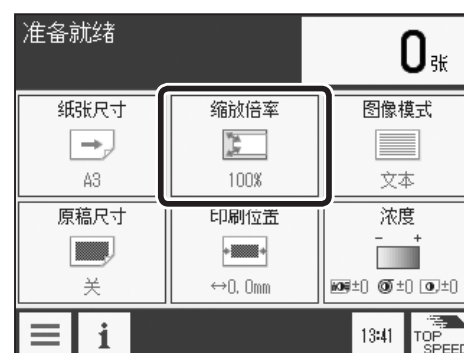 准备就绪
0张
纸张尺寸 缩放倍率 图像模式
A3 100% 文本
原稿尺寸 印刷位置 浓度
- +
关 ↔0.0mm ±0 ±0 ±0
i 13:41 TOP
SPEED